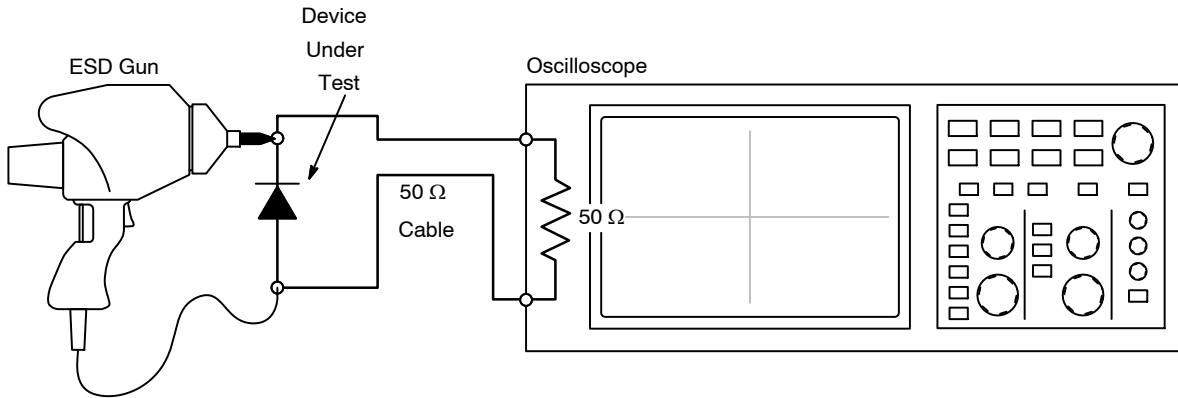 Device
Under
Test
ESD Gun
Oscilloscope
50 Ω
Cable
50 Ω